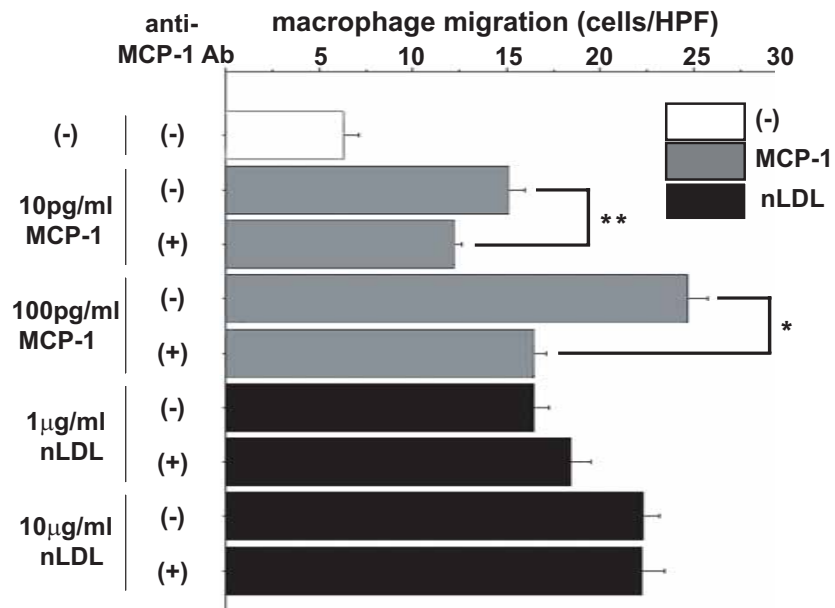 anti-
MCP-1 Ab
macrophage migration (cells/HPF)
5 10 15 20 25 30
(-) (-)
10pg/ml
MCP-1
(-)
(+)
**
100pg/ml
MCP-1
(-)
(+)
*
1μg/ml
nLDL
(-)
(+)
10μg/ml
nLDL
(-)
(+)
(-)
MCP-1
nLDL